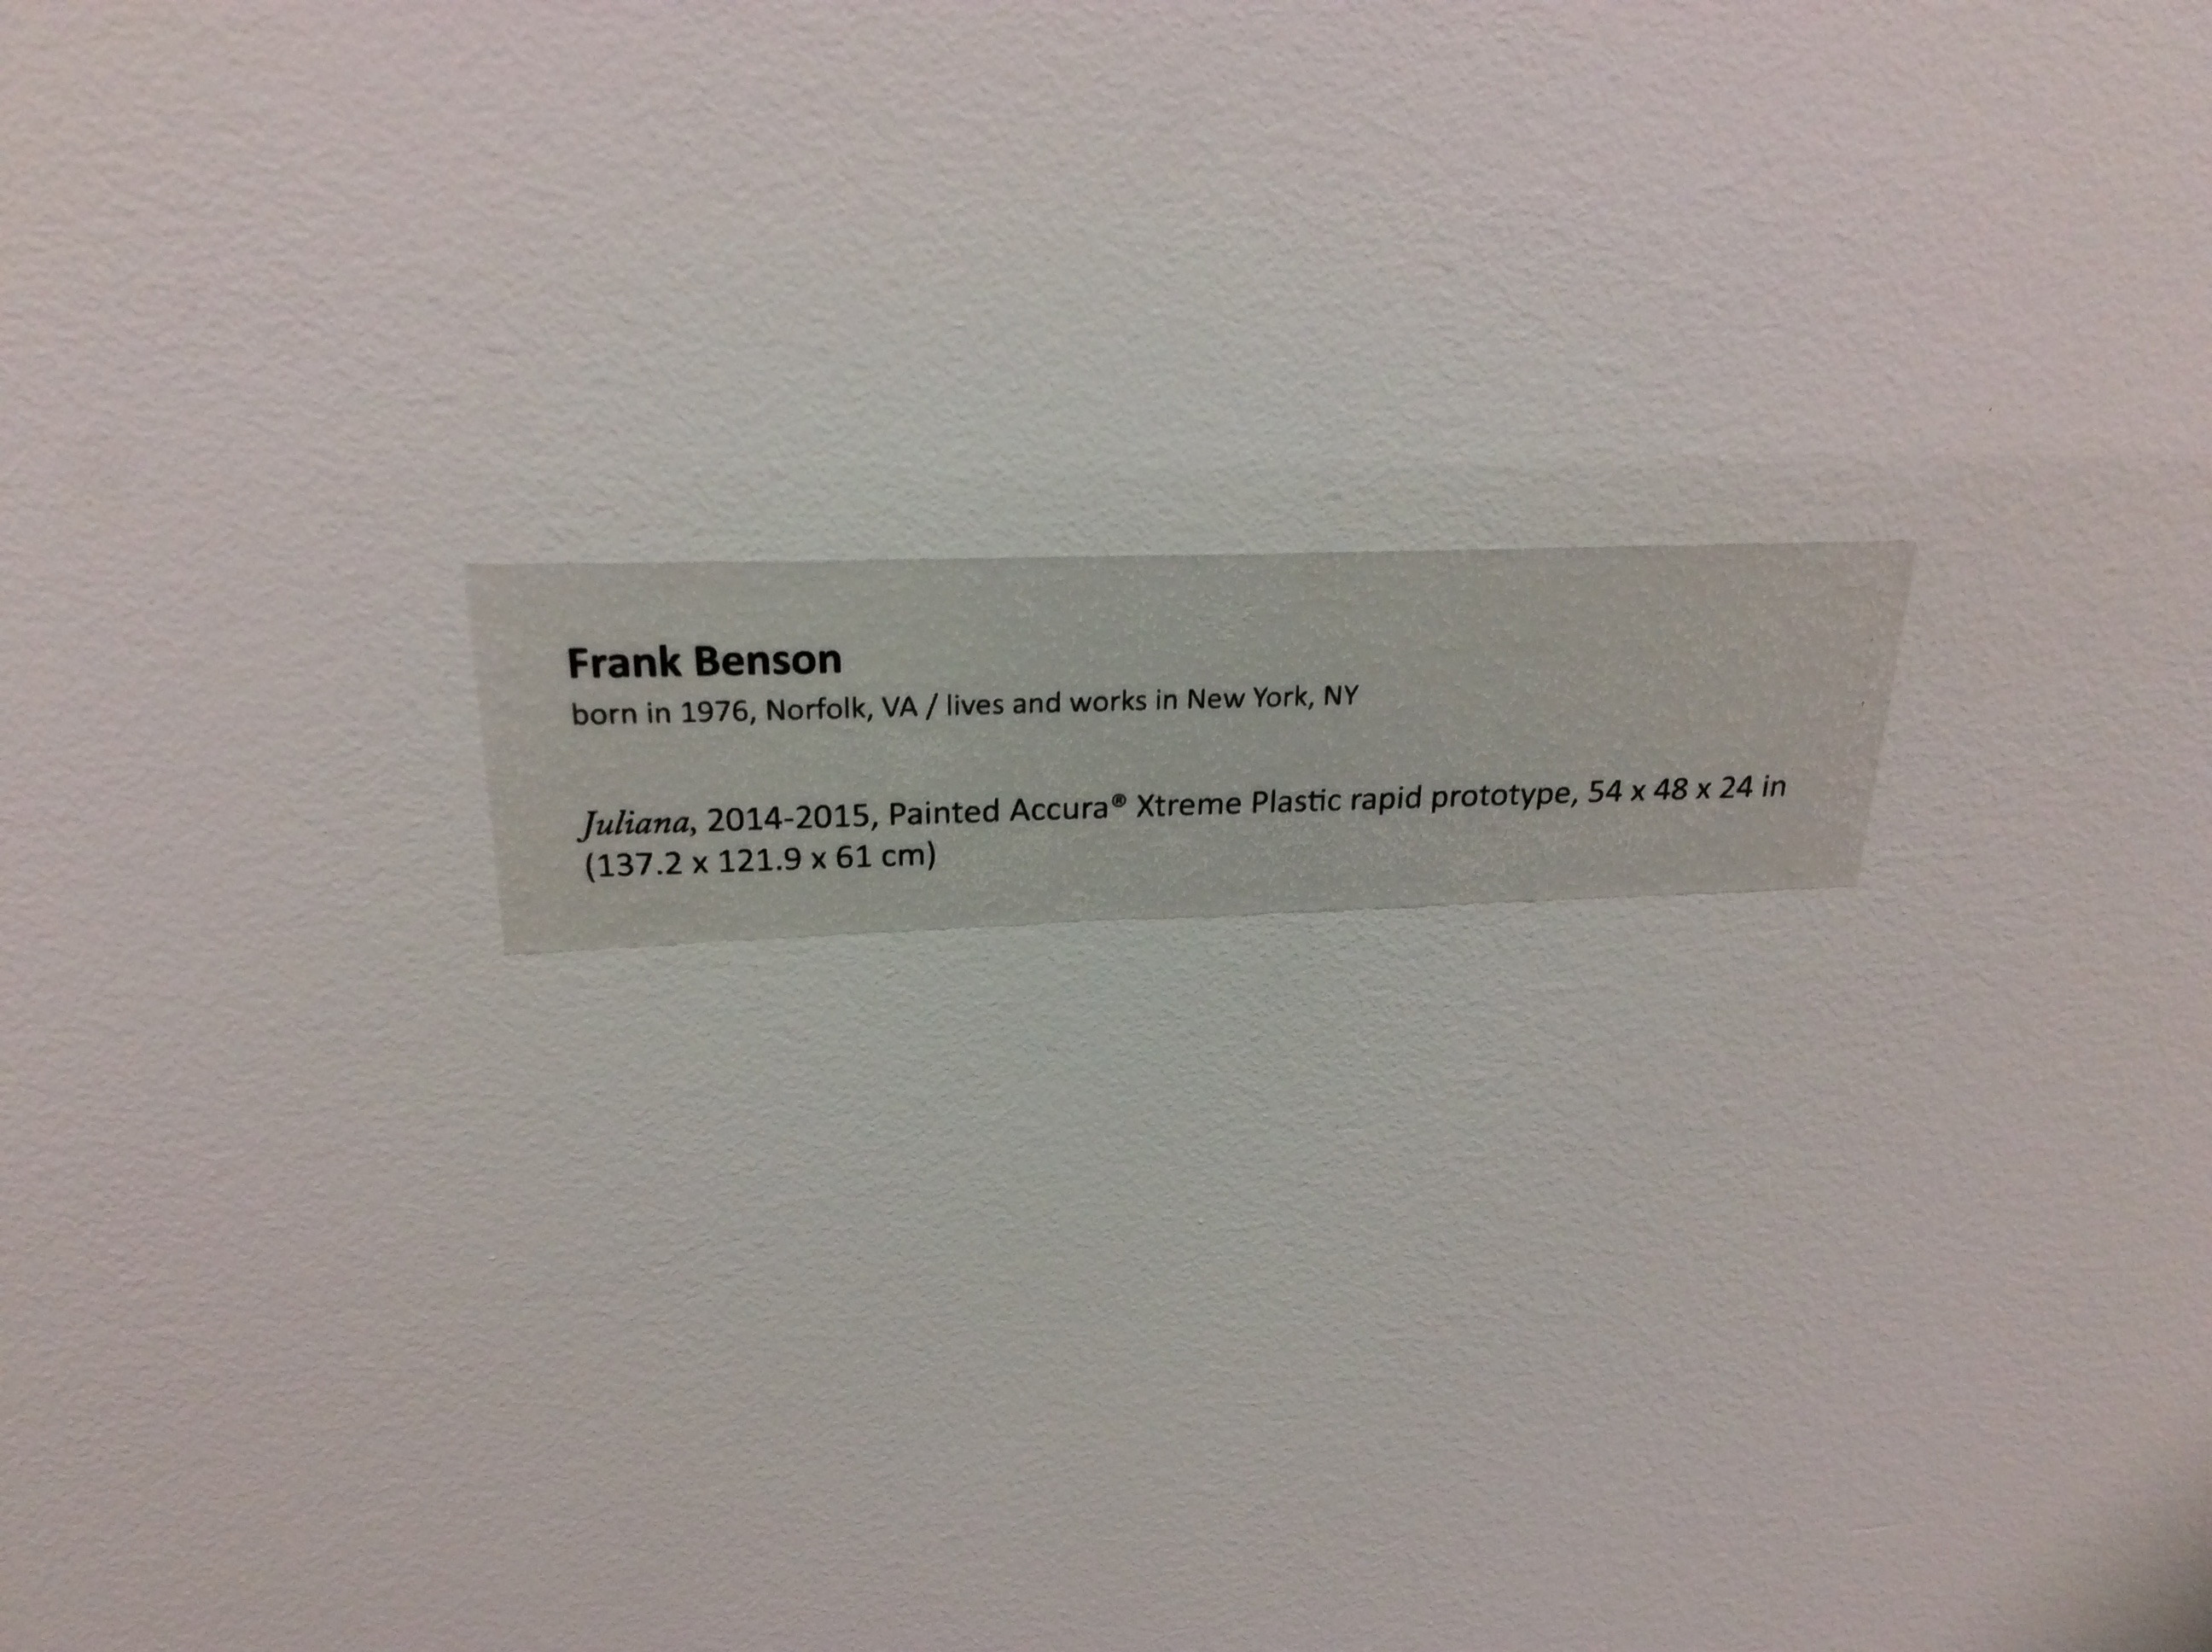 Frank Benson
born in 1976, Norfolk, VA / lives and works in New York, NY
Juliana, 2014-2015, Painted Accura® Xtreme Plastic rapid prototype, 54 x 48 x 24 in
(137.2 x 121.9 x 61 cm)